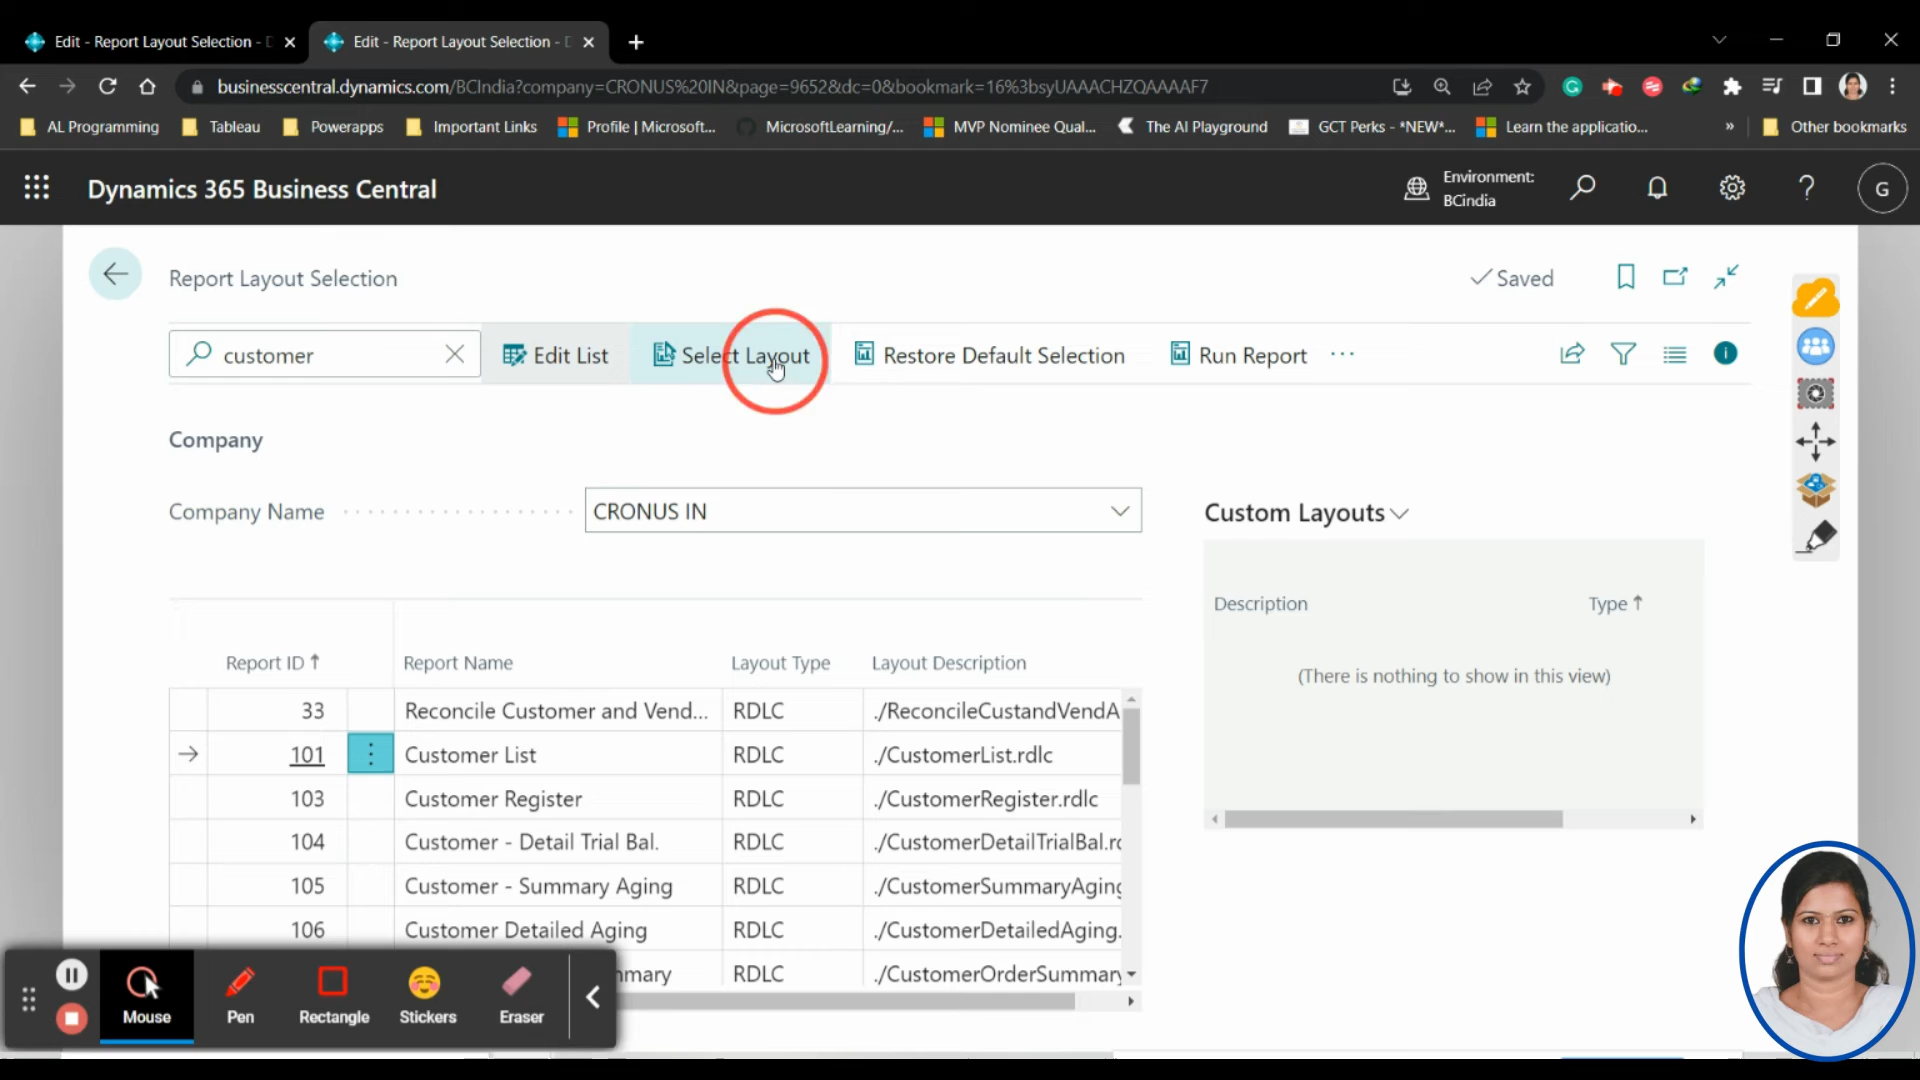 Edit - Report Layout Selection - D
Edit - Report Layout Selection - D
businesscentral.dynamics.com/BCIndia?company=CRONUS%20IN&page=9652&dc=0&bookmark=16%3bsyUAAACHZQAAAAF7
AL Programming
Tableau
Powerapps
Important Links
Profile | Microsoft...
MicrosoftLearning/...
MVP Nominee Qual...
The AI Playground
GCT Perks - *NEW*...
Learn the applicatio...
»
Other bookmarks
Dynamics 365 Business Central
Environment:
BCindia
?
G
Report Layout Selection
Saved
customer
Edit List
Select Layout
Restore Default Selection
Run Report
...
Company
Company Name
CRONUS IN
Custom Layouts
Description Type ↑
(There is nothing to show in this view)
Report ID ↑ Report Name Layout Type Layout Description
33 Reconcile Customer and Vend... RDLC ./ReconcileCustandVendA
101 Customer List RDLC ./CustomerList.rdlc
103 Customer Register RDLC ./CustomerRegister.rdlc
104 Customer - Detail Trial Bal. RDLC ./CustomerDetailTrialBal.rd
105 Customer - Summary Aging RDLC ./CustomerSummaryAging
106 Customer Detailed Aging RDLC ./CustomerDetailedAging.
mmary RDLC ./CustomerOrderSummary
Mouse
Pen
Rectangle
Stickers
Eraser